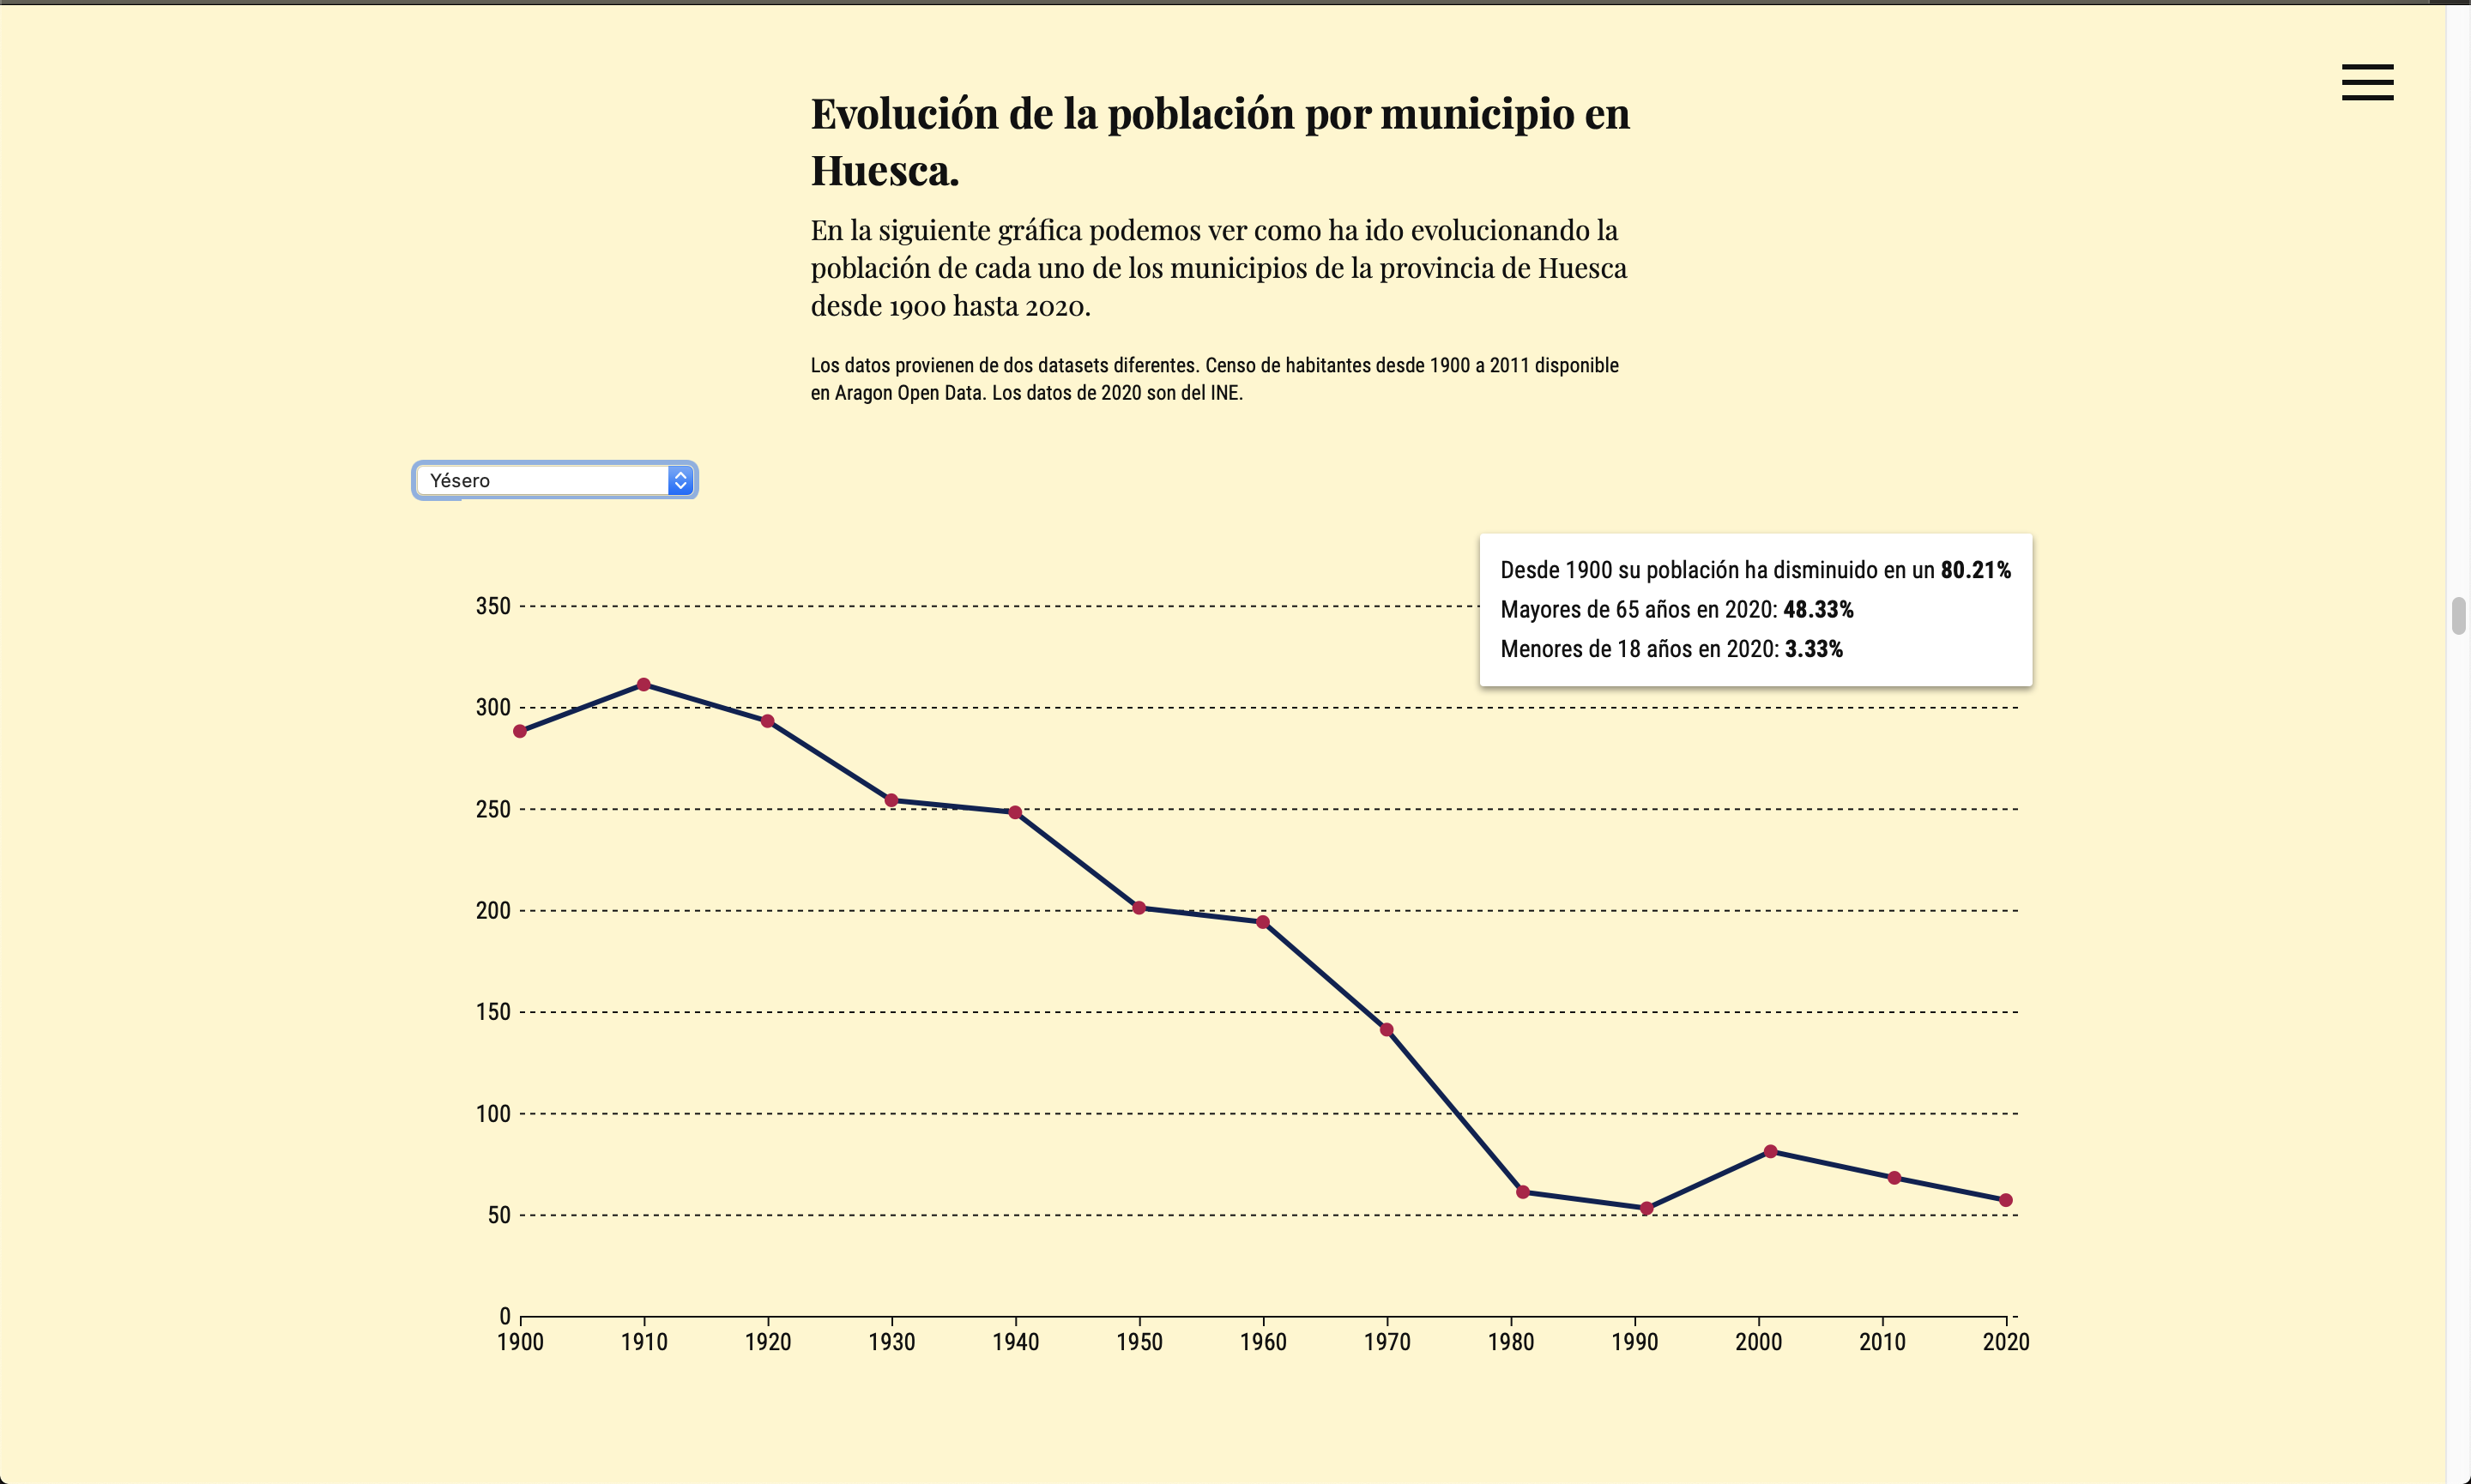 Evolución de la población por municipio en
Huesca.
En la siguiente gráfica podemos ver como ha ido evolucionando la
población de cada uno de los municipios de la provincia de Huesca
desde 1900 hasta 2020.
Los datos provienen de dos datasets diferentes. Censo de habitantes desde 1900 a 2011 disponible
en Aragon Open Data. Los datos de 2020 son del INE.
Yésero
Desde 1900 su población ha disminuido en un 80.21%
Mayores de 65 años en 2020: 48.33%
Menores de 18 años en 2020: 3.33%
350
300
250
200
150
100
50
0
1900 1910 1920 1930 1940 1950 1960 1970 1980 1990 2000 2010 2020